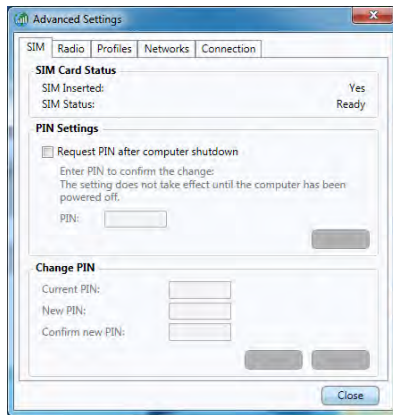 Advanced Settings
SIM Radio Profiles Networks Connection
SIM Card Status
SIM Inserted: Yes
SIM Status: Ready
PIN Settings
Request PIN after computer shutdown
Enter PIN to confirm the change:
The setting does not take effect until the computer has been
powered off.
PIN:
Change PIN
Current PIN:
New PIN:
Confirm new PIN:
Close